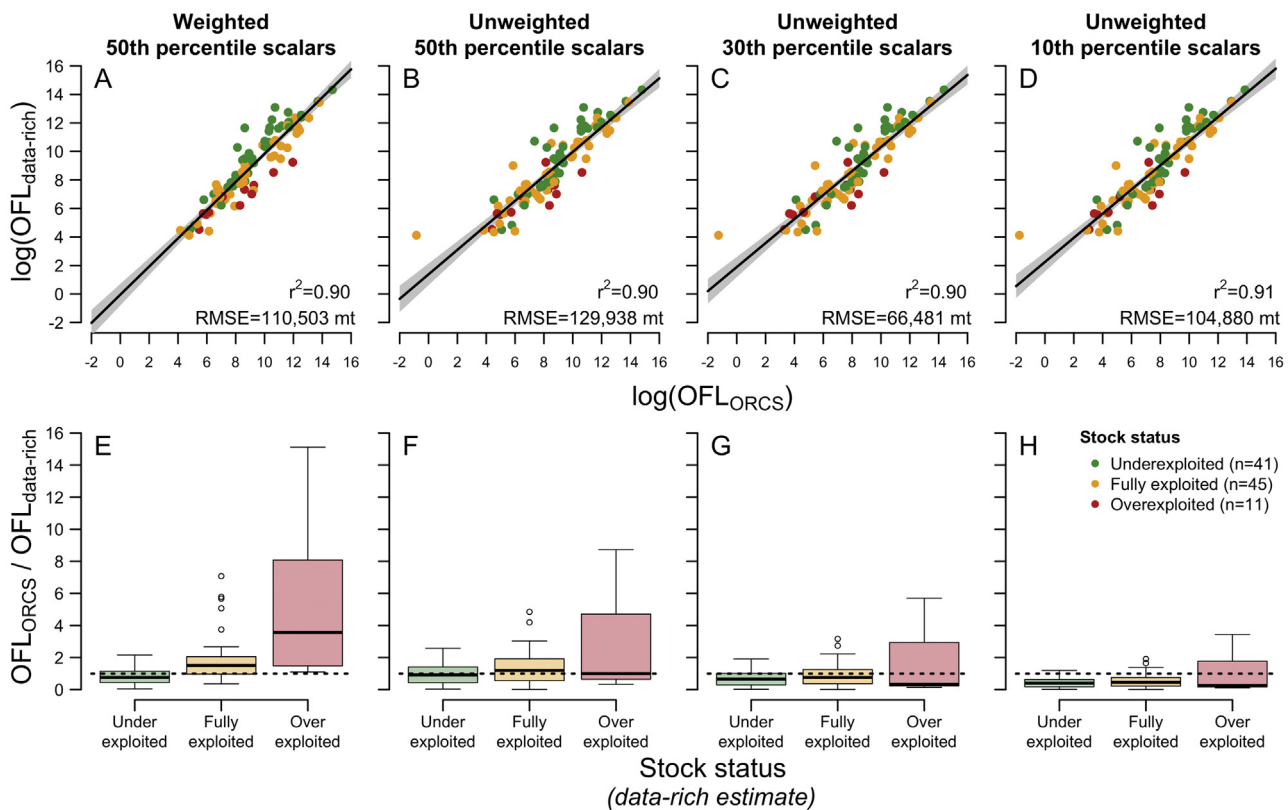 Weighted
50th percentile scalars
Unweighted
50th percentile scalars
Unweighted
30th percentile scalars
Unweighted
10th percentile scalars
log(OFL_data-rich)
16
14
12
10
8
6
4
2
0
-2
A
r²=0.90
RMSE=110,503 mt
B
r²=0.90
RMSE=129,938 mt
C
r²=0.90
RMSE=66,481 mt
D
r²=0.91
RMSE=104,880 mt
-2 0 2 4 6 8 10 12 14 16
-2 0 2 4 6 8 10 12 14 16
-2 0 2 4 6 8 10 12 14 16
-2 0 2 4 6 8 10 12 14 16
log(OFL_ORCS)
OFL_ORCS / OFL_data-rich
16
14
12
10
8
6
4
2
0
E
F
G
H
Stock status
Underexploited (n=41)
Fully exploited (n=45)
Overexploited (n=11)
Under exploited
Fully exploited
Over exploited
Under exploited
Fully exploited
Over exploited
Under exploited
Fully exploited
Over exploited
Under exploited
Fully exploited
Over exploited
Stock status
(data-rich estimate)